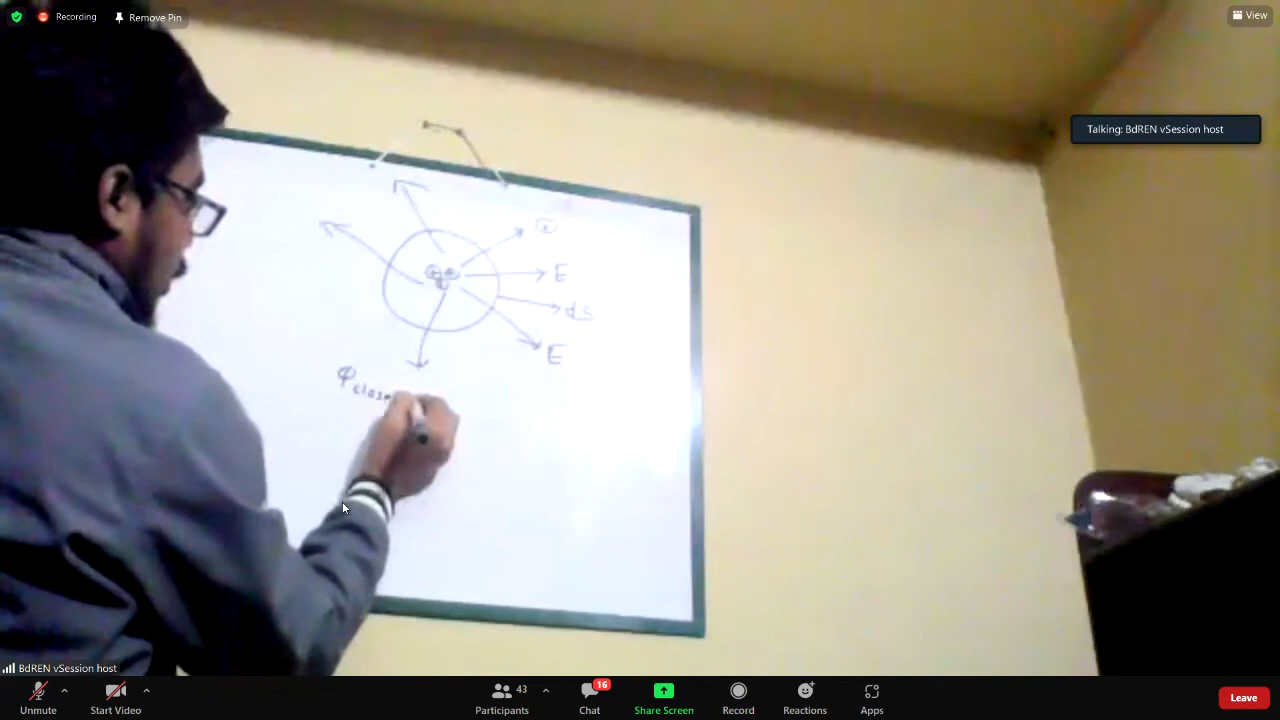 Recording
Remove Pin
View
Talking: BdREN vSession host
E
ds
E
φclose
BdREN vSession host
Unmute
Start Video
43
Participants
16
Chat
Share Screen
Record
Reactions
Apps
Leave